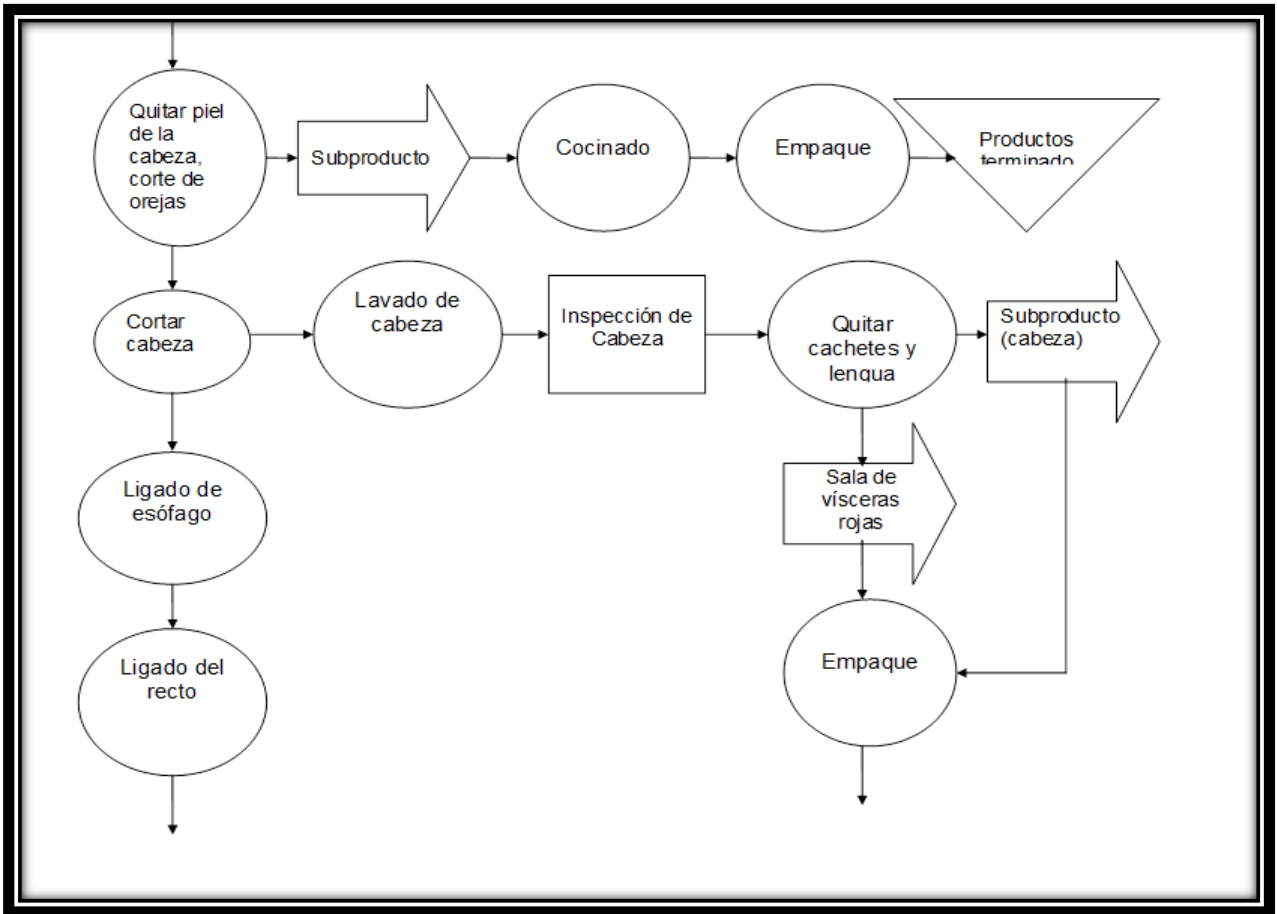 Quitar piel
de la
cabeza,
corte de
orejas
Subproducto
Cocinado
Empaque
Productos
terminado
Cortar
cabeza
Lavado de
cabeza
Inspección de
Cabeza
Quitar
cachetes y
lengua
Subproducto
(cabeza)
Ligado de
esófago
Sala de
vísceras
rojas
Ligado del
recto
Empaque